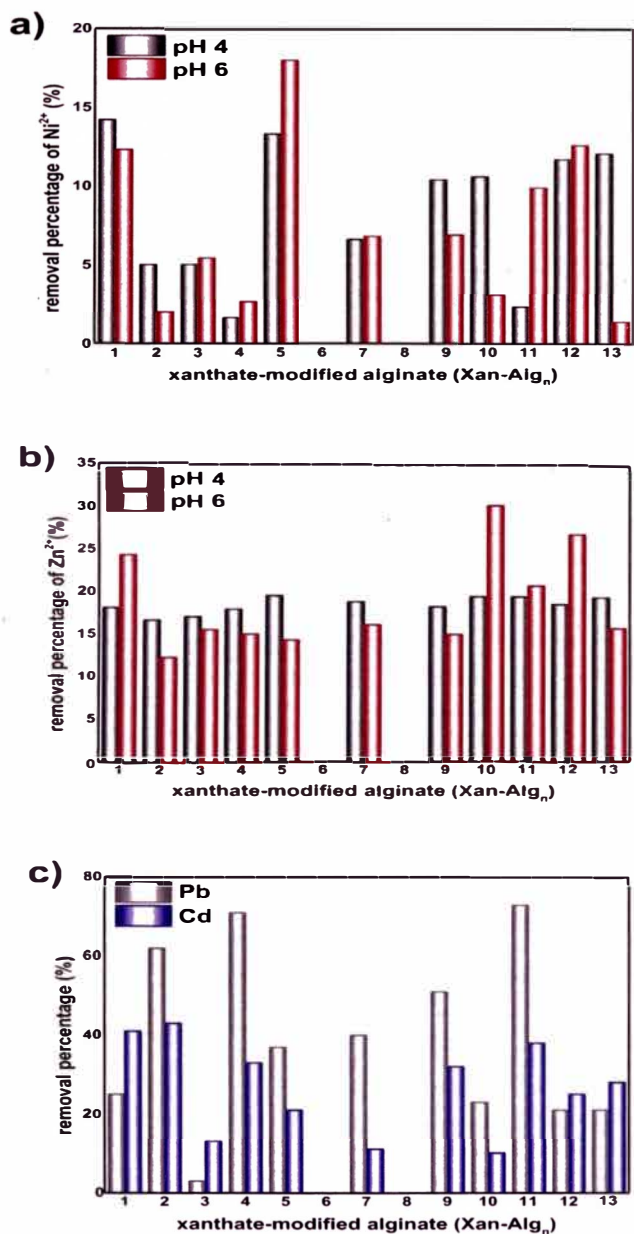 a)
pH 4
pH 6
removal percentage of Ni²⁺ (%)
20
15
10
5
0
1 2 3 4 5 6 7 8 9 10 11 12 13
xanthate-modified alginate (Xan-Algₙ)
b)
pH 4
pH 6
removal percentage of Zn²⁺(%)
35
30
25
20
15
10
5
0
1 2 3 4 5 6 7 8 9 10 11 12 13
xanthate-modified alginate (Xan-Algₙ)
c)
Pb
Cd
removal percentage (%)
80
60
40
20
0
1 2 3 4 5 6 7 8 9 10 11 12 13
xanthate-modified alginate (Xan-Algₙ)